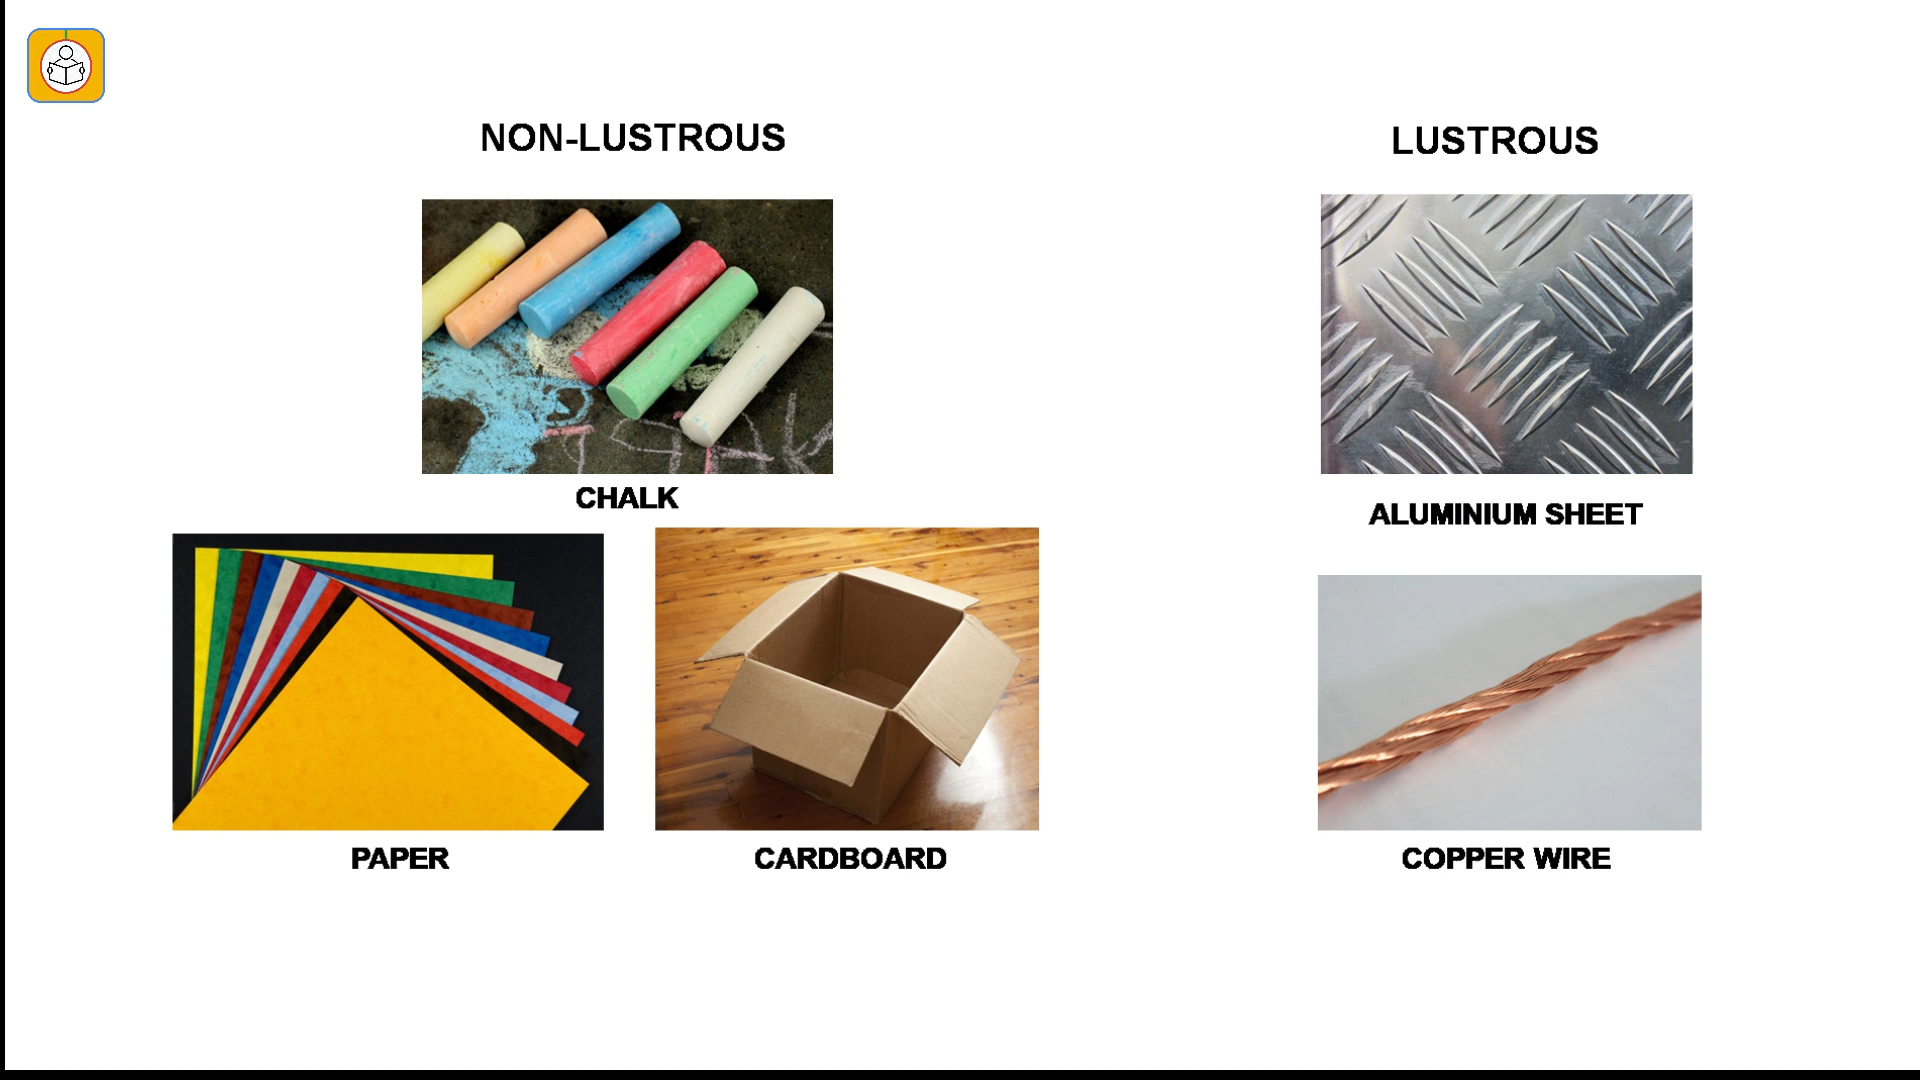 NON-LUSTROUS
CHALK
PAPER
CARDBOARD
LUSTROUS
ALUMINIUM SHEET
COPPER WIRE